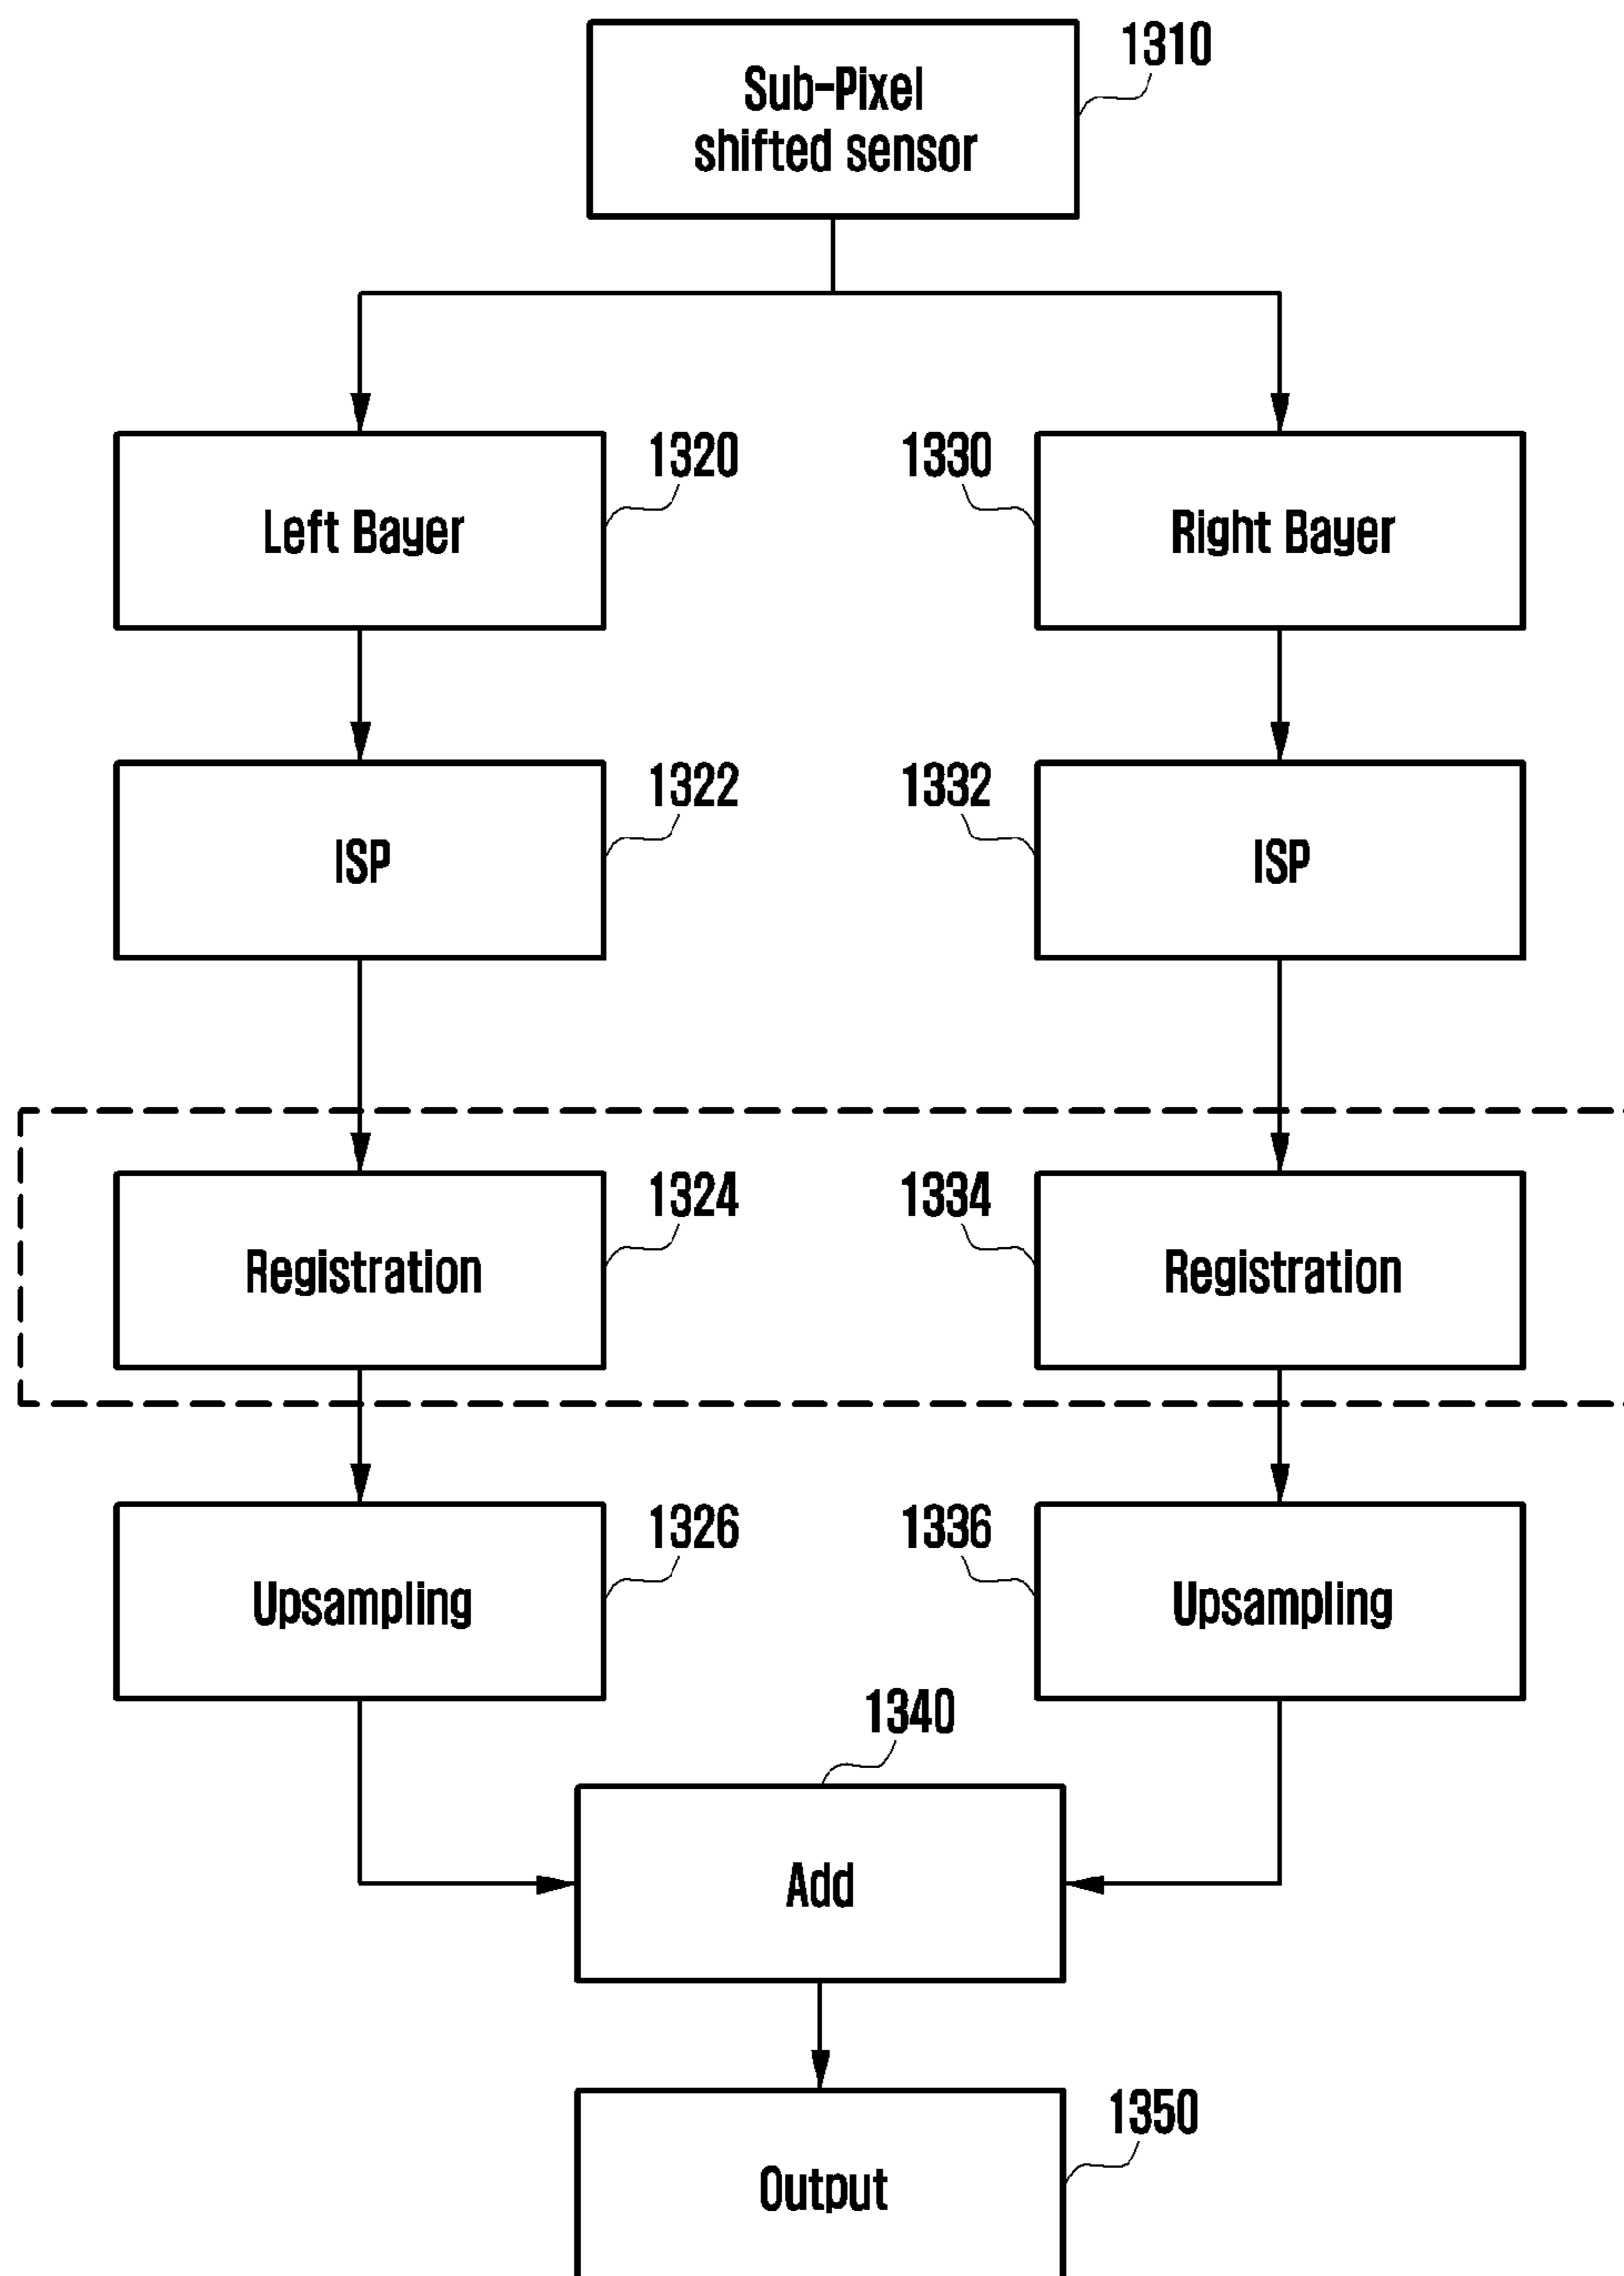 1310
Sub-Pixel
shifted sensor
1320
1330
Left Bayer
Right Bayer
1322
1332
ISP
ISP
1324
1334
Registration
Registration
1326
1336
Upsampling
Upsampling
1340
Add
1350
Output